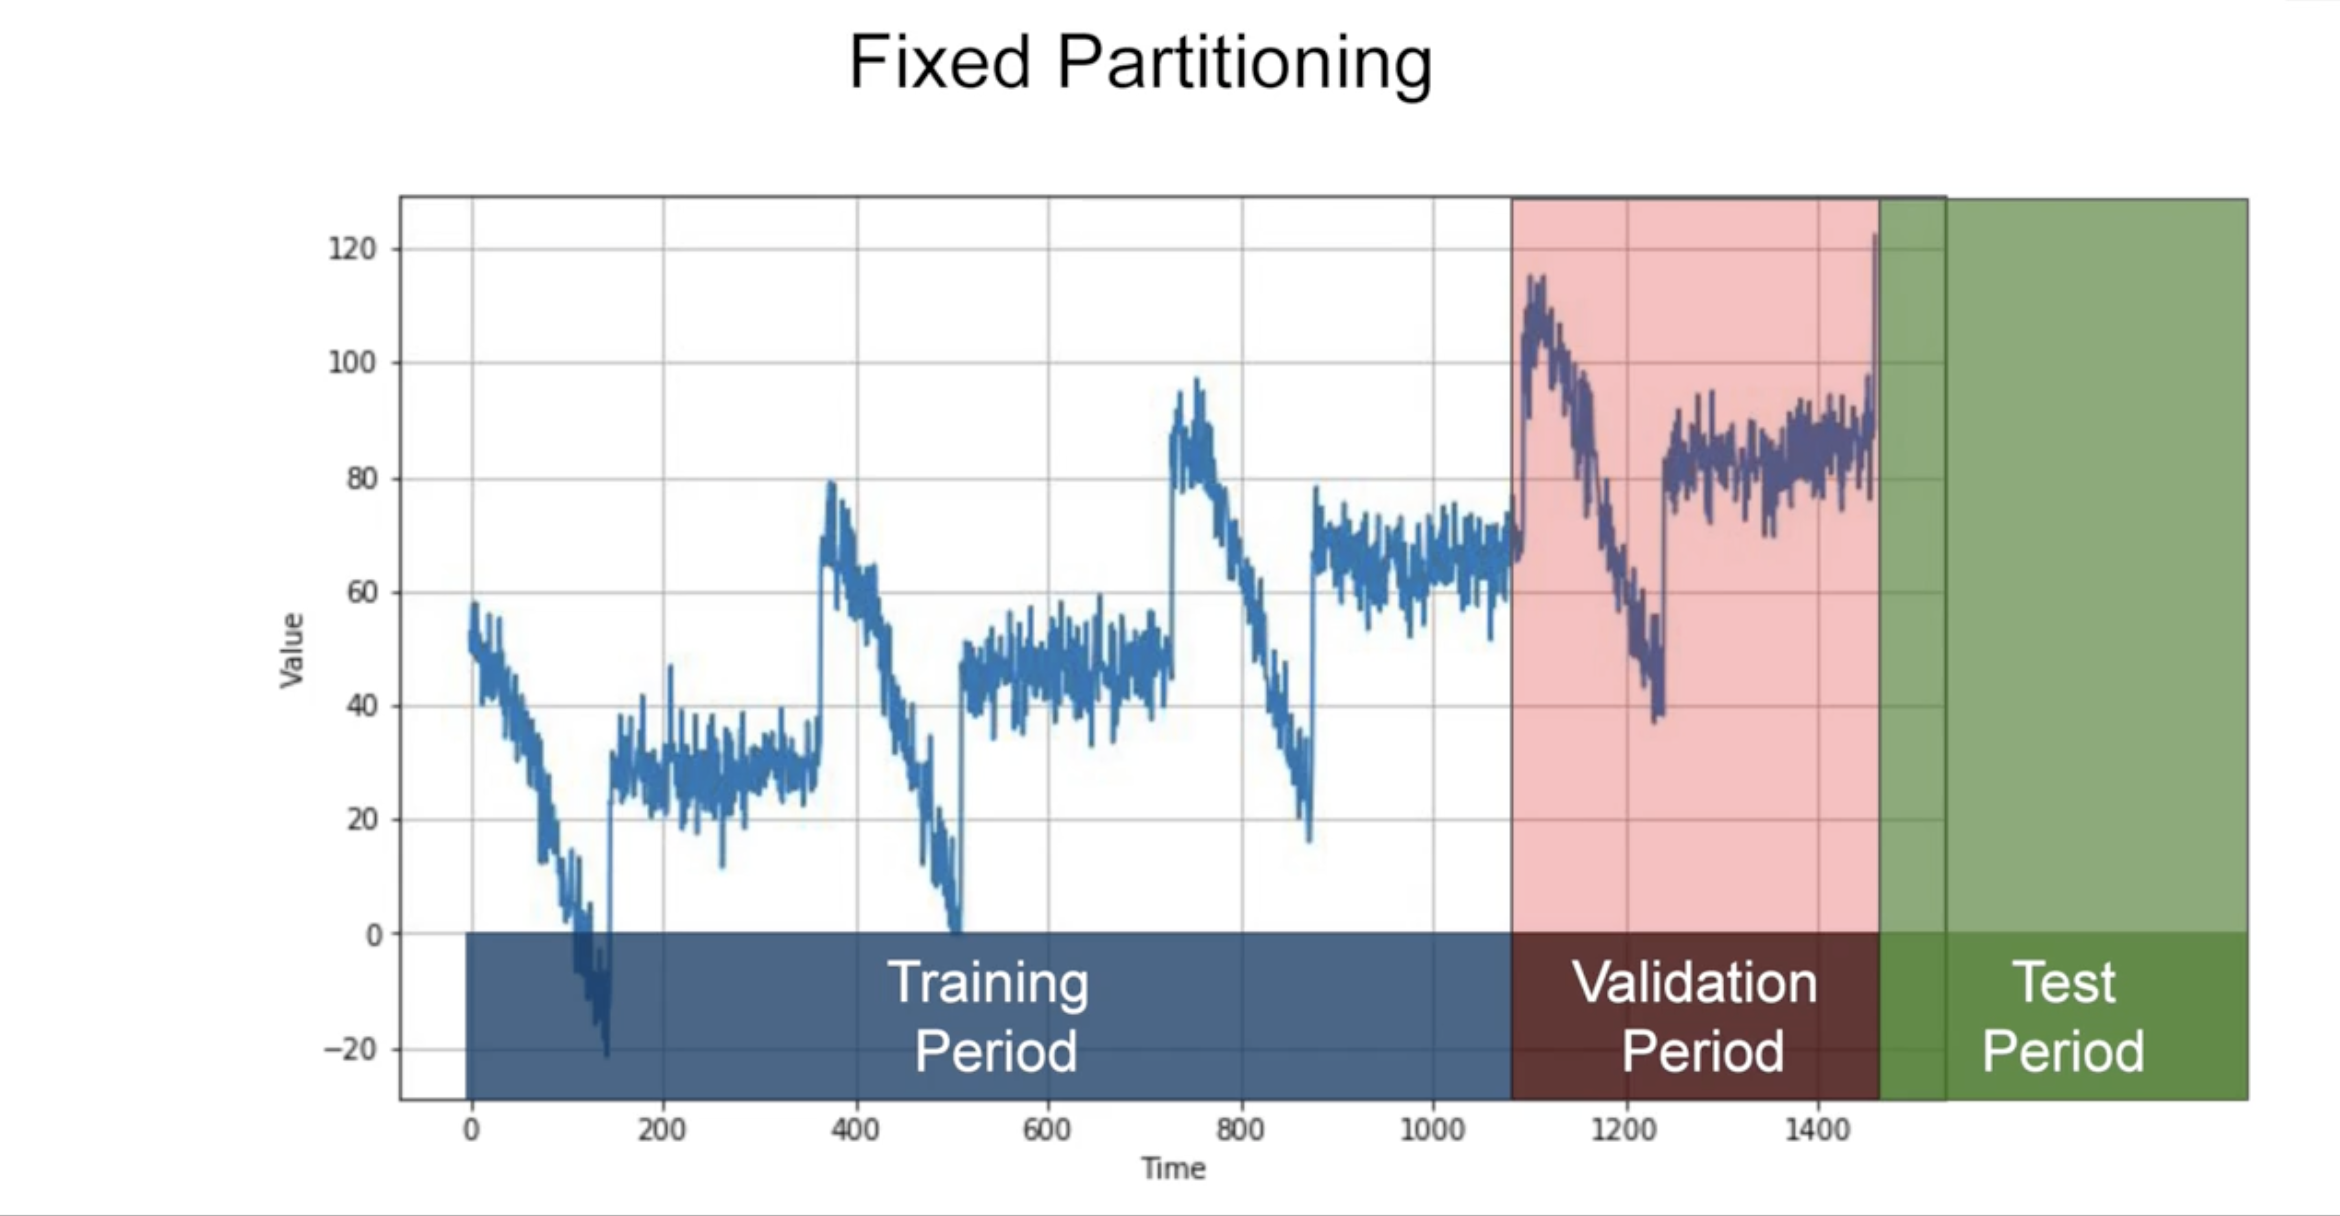 Fixed Partitioning
120
100
80
60
40
20
0
−20
Value
Training
Period
Validation
Period
Test
Period
0 200 400 600 800 1000 1200 1400
Time